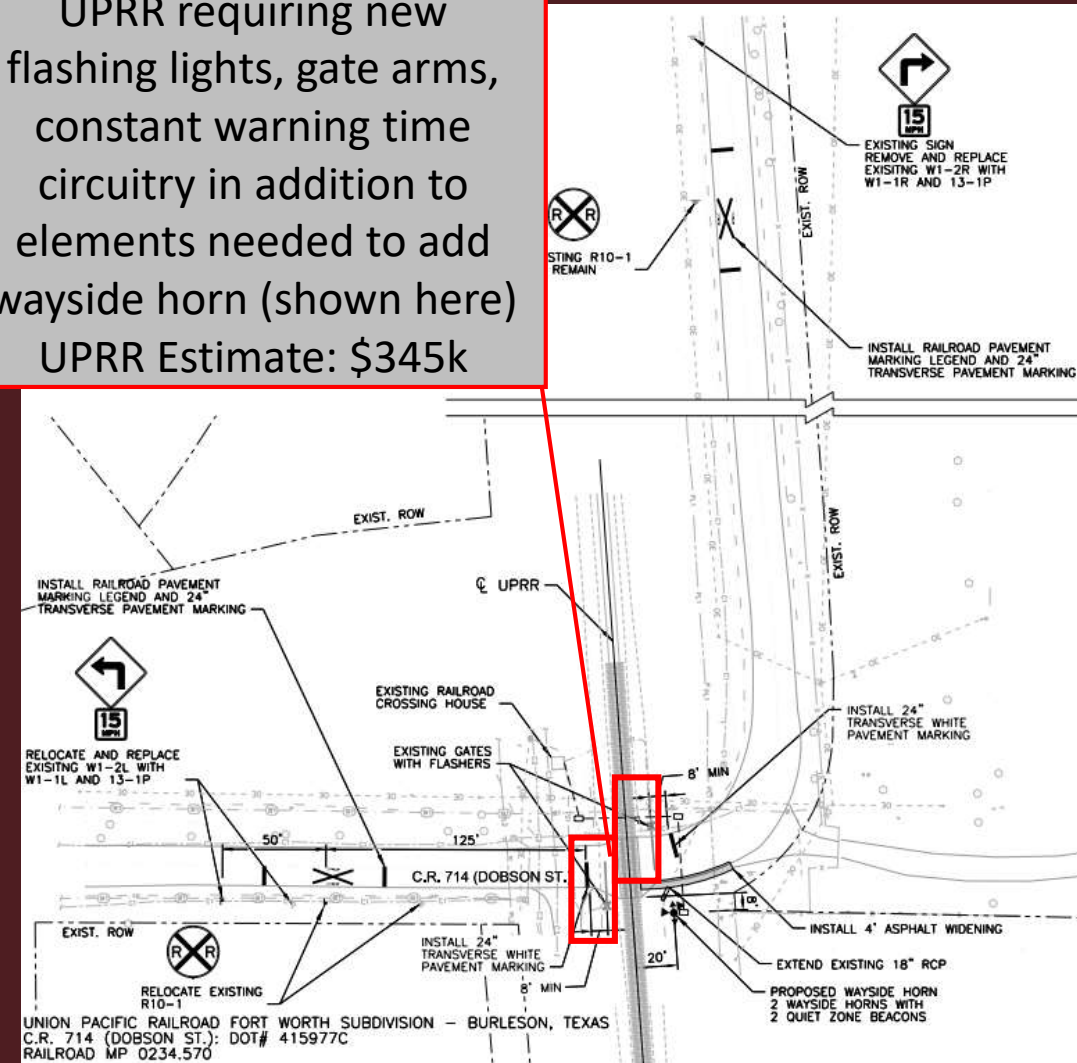 UPRR requiring new
flashing lights, gate arms,
constant warning time
circuitry in addition to
elements needed to add
wayside horn (shown here)
UPRR Estimate: $345k
15
MPH
EXISTING SIGN
REMOVE AND REPLACE
EXISITNG W1-2R WITH
W1-1R AND 13-1P
EXIST. ROW
R R
STING R10-1
REMAIN
INSTALL RAILROAD PAVEMENT
MARKING LEGEND AND 24"
TRANSVERSE PAVEMENT MARKING
EXIST. ROW
EXIST. ROW
INSTALL RAILROAD PAVEMENT
MARKING LEGEND AND 24"
TRANSVERSE PAVEMENT MARKING
℄ UPRR
15
MPH
RELOCATE AND REPLACE
EXISITNG W1-2L WITH
W1-1L AND 13-1P
EXISTING RAILROAD
CROSSING HOUSE
EXISTING GATES
WITH FLASHERS
INSTALL 24"
TRANSVERSE WHITE
PAVEMENT MARKING
8' MIN
50'
125'
C.R. 714 (DOBSON ST.
8'
EXIST. ROW
INSTALL 4' ASPHALT WIDENING
R R
INSTALL 24"
TRANSVERSE WHITE
PAVEMENT MARKING
8' MIN
20'
EXTEND EXISTING 18" RCP
RELOCATE EXISTING
R10-1
PROPOSED WAYSIDE HORN
2 WAYSIDE HORNS WITH
2 QUIET ZONE BEACONS
UNION PACIFIC RAILROAD FORT WORTH SUBDIVISION – BURLESON, TEXAS
C.R. 714 (DOBSON ST.): DOT# 415977C
RAILROAD MP 0234.570